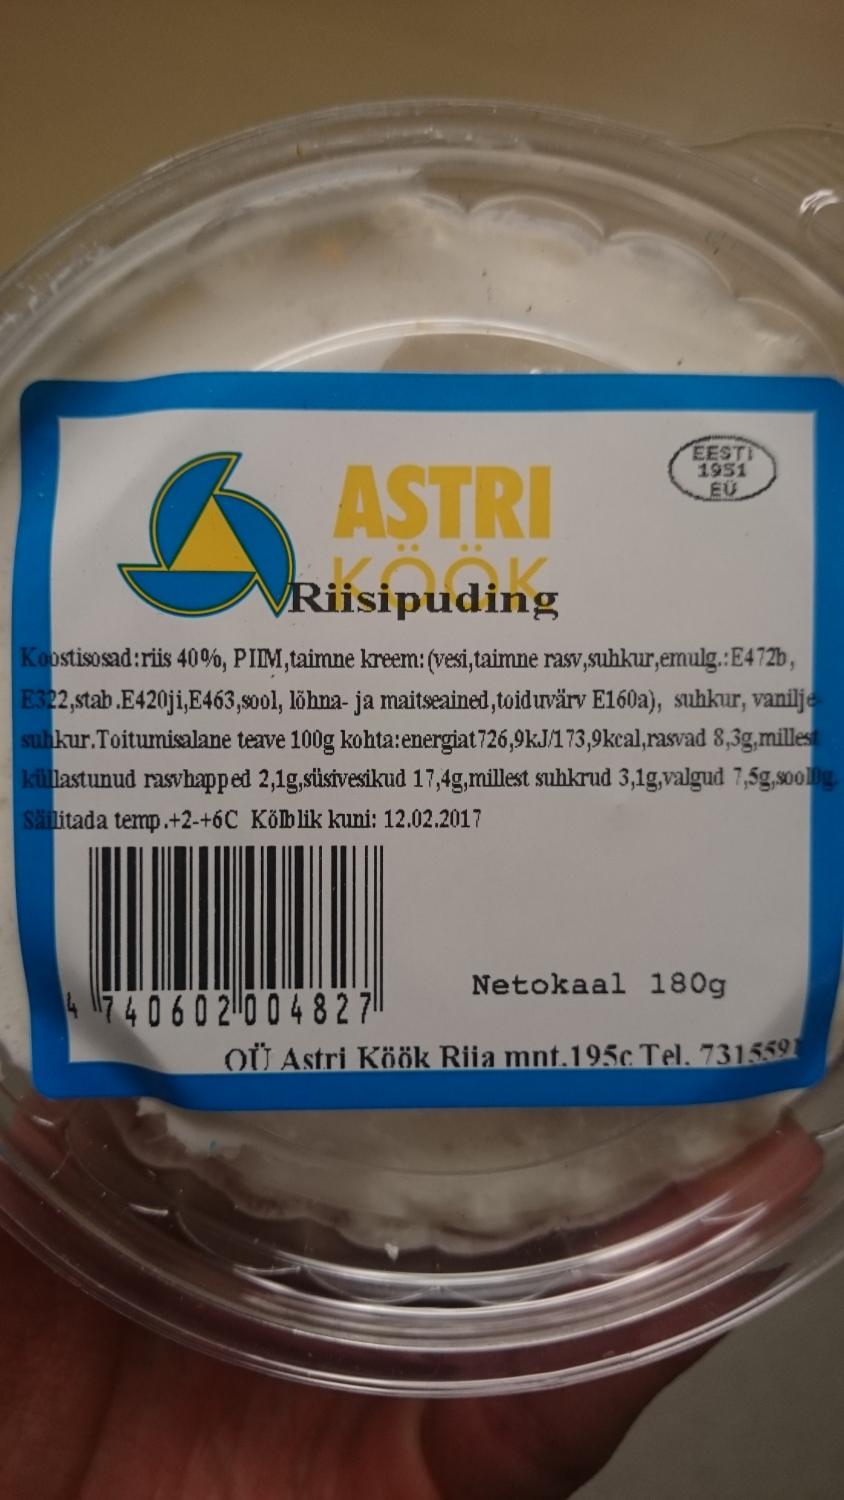 EESTI
1951
EÜ
ASTRI
KÖÖK
Riisipuding
Koostisosad:riis 40%, PIIM,taimne kreem:(vesi,taimne rasv,suhkur,emulg.:E472b,
E322,stab.E420ji,E463,sool, lõhna- ja maitseained,toiduvärv E160a), suhkur, vanilje-
suhkur.Toitumisalane teave 100g kohta:energiat726,9kJ/173,9kcal,rasvad 8,3g,millest
küllastunud rasvhapped 2,1g,süsivesikud 17,4g,millest suhkrud 3,1g,valgud 7,5g,sool0g.
Säilitada temp.+2-+6C Kõlblik kuni: 12.02.2017
4 740602 004827
Netokaal 180g
OÜ Astri Köök Riia mnt.195c Tel. 7315591